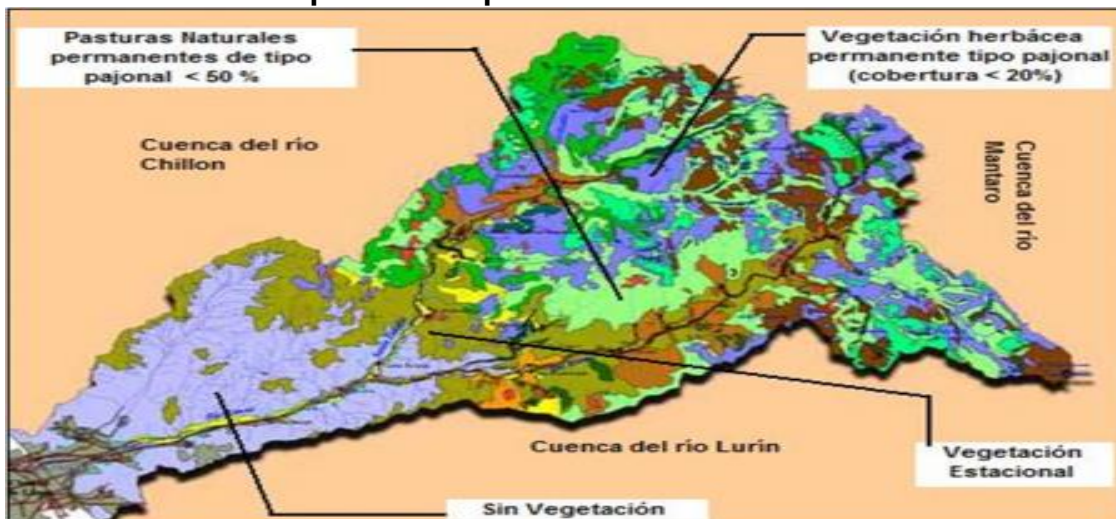 Pasturas Naturales
permanentes de tipo
pajonal < 50 %
Vegetación herbácea
permanente tipo pajonal
(cobertura < 20%)
Cuenca del río
Chillon
Cuenca del río
Mantaro
Cuenca del río Lurín
Vegetación
Estacional
Sin Vegetación